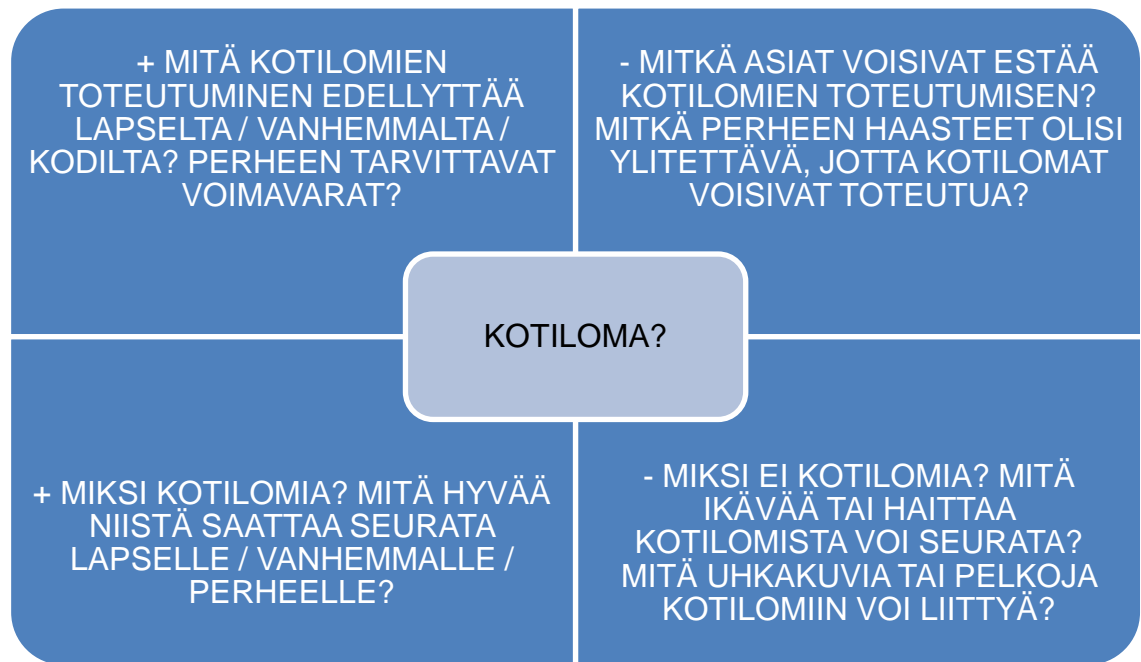 + MITÄ KOTILOMIEN
TOTEUTUMINEN EDELLYTTÄÄ
LAPSELTA / VANHEMMALTA /
KODILTA? PERHEEN TARVITTAVAT
VOIMAVARAT?
- MITKÄ ASIAT VOISIVAT ESTÄÄ
KOTILOMIEN TOTEUTUMISEN?
MITKÄ PERHEEN HAASTEET OLISI
YLITETTÄVÄ, JOTTA KOTILOMAT
VOISIVAT TOTEUTUA?
KOTILOMA?
+ MIKSI KOTILOMIA? MITÄ HYVÄÄ
NIISTÄ SAATTAA SEURATA
LAPSELLE / VANHEMMALLE /
PERHEELLE?
- MIKSI EI KOTILOMIA? MITÄ
IKÄVÄÄ TAI HAITTAA
KOTILOMISTA VOI SEURATA?
MITÄ UHKAKUVIA TAI PELKOJA
KOTILOMIIN VOI LIITTYÄ?